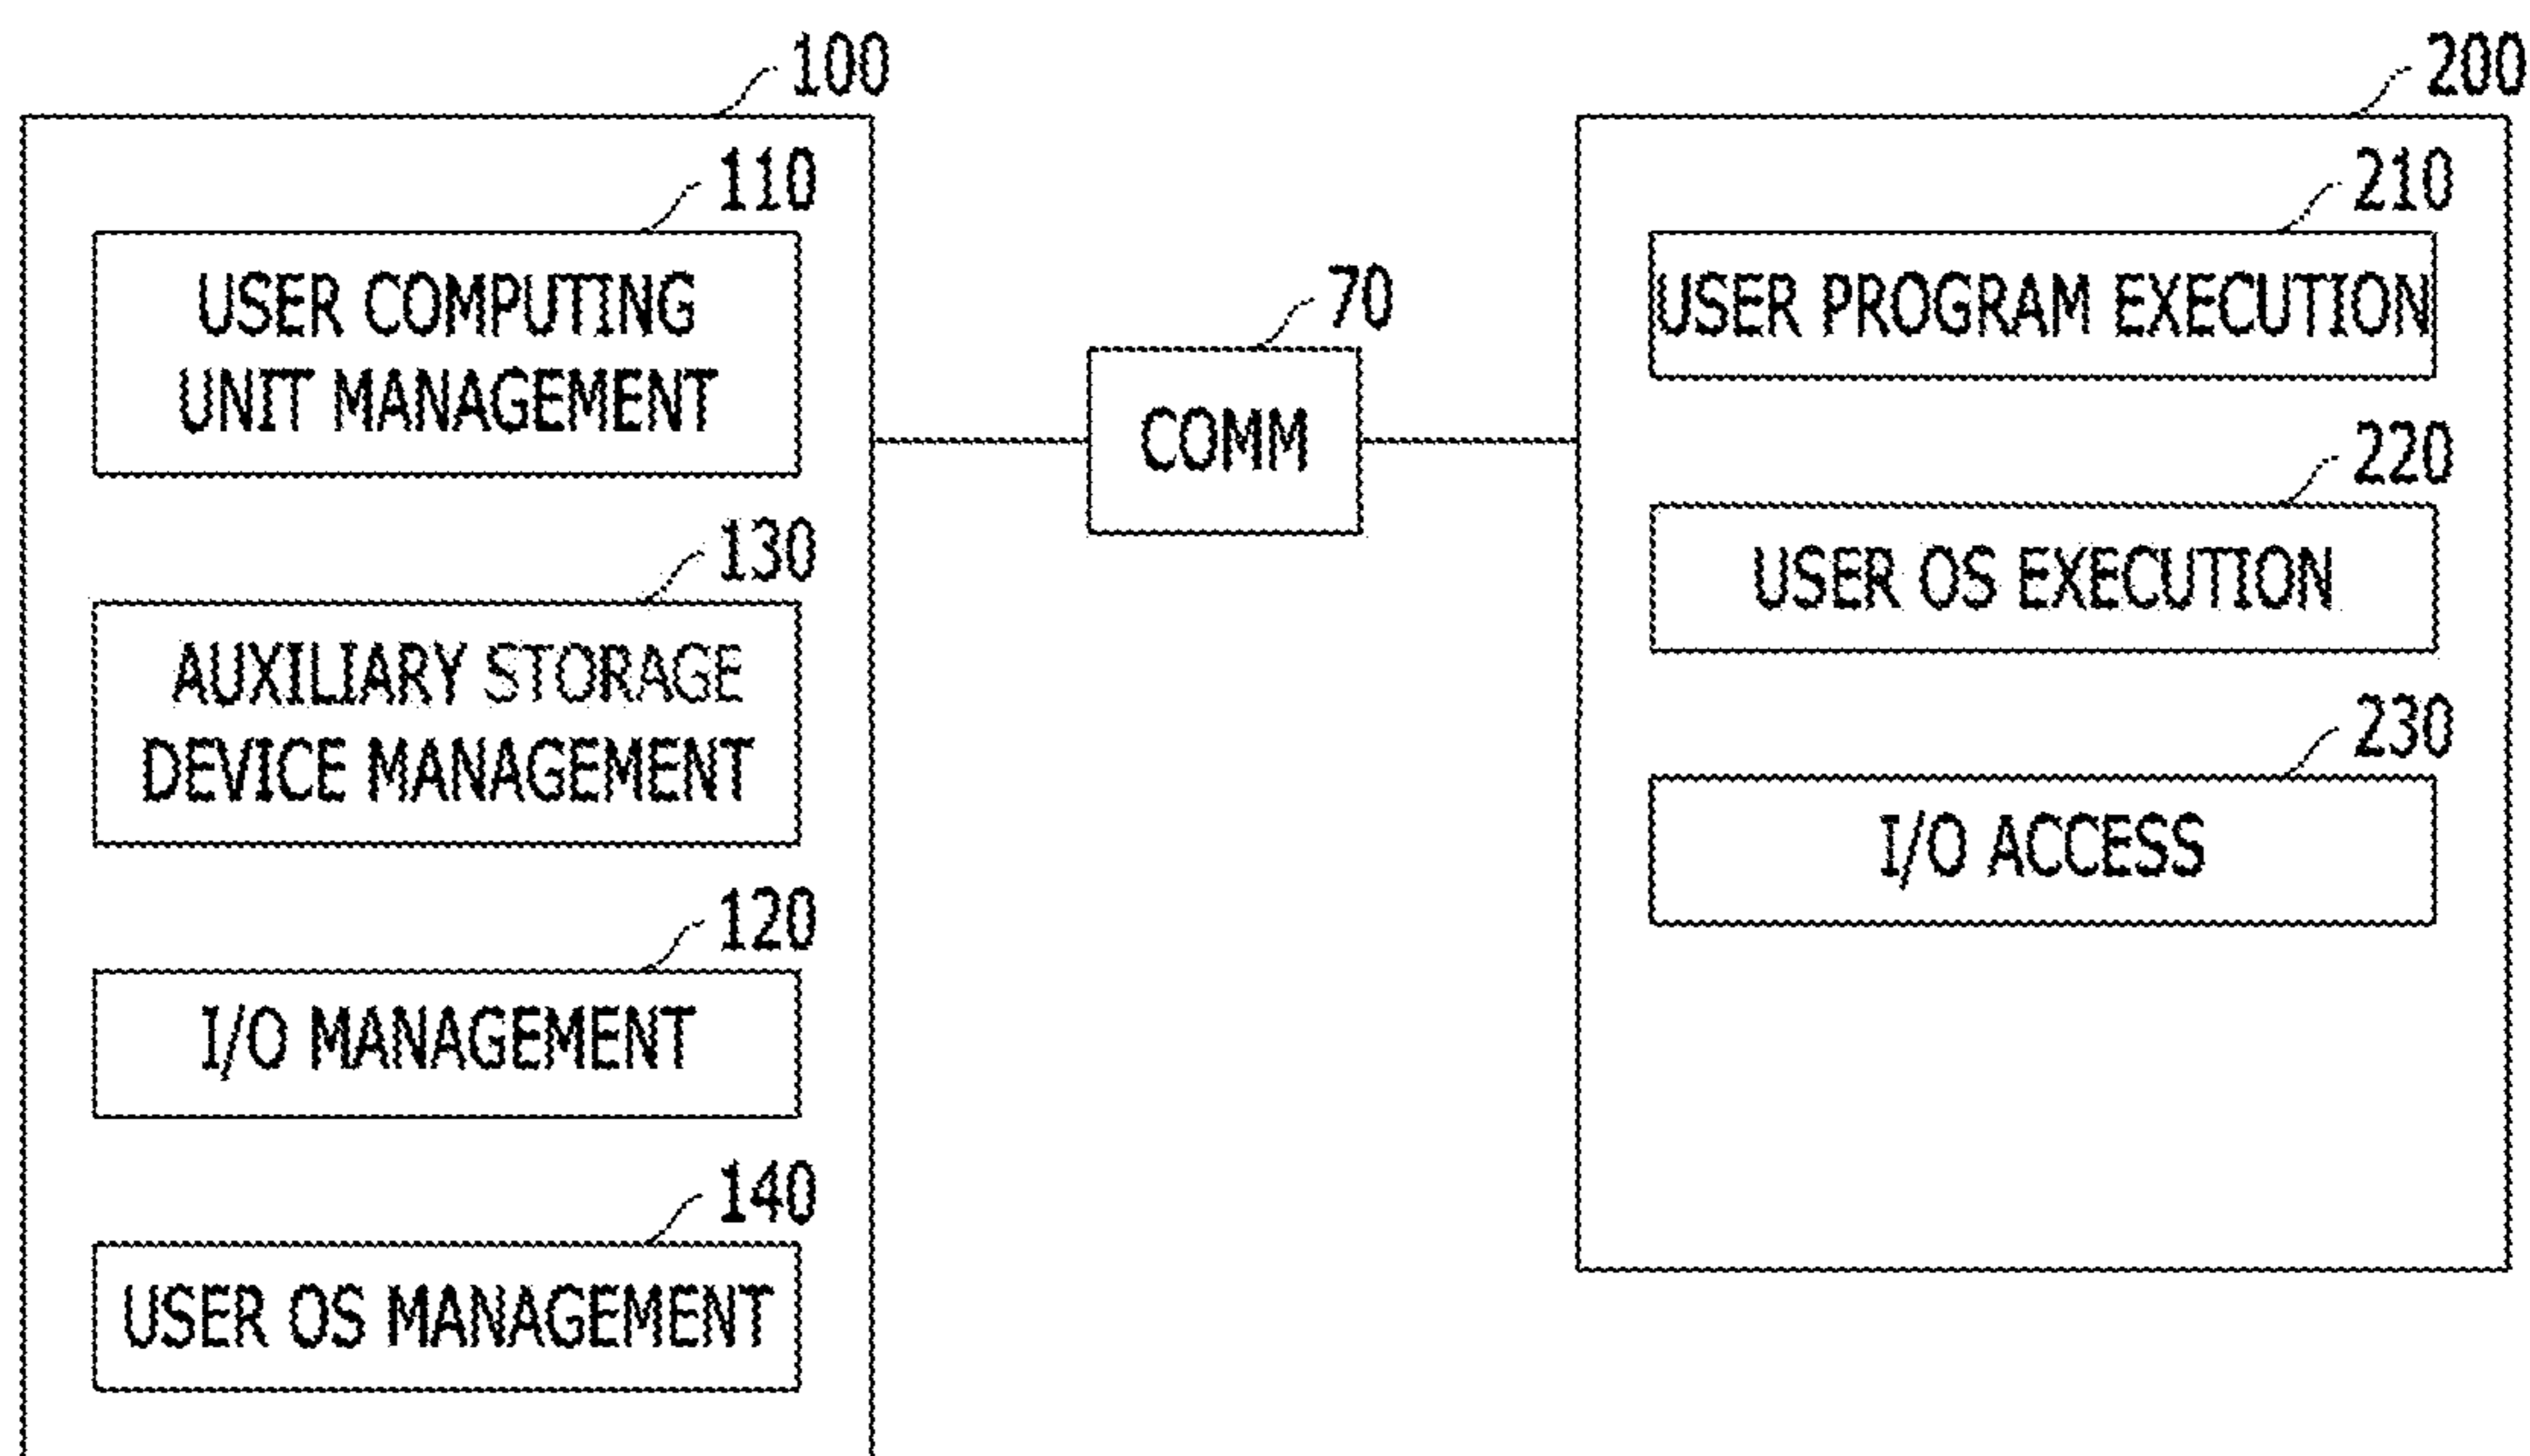 100
110
USER COMPUTING
UNIT MANAGEMENT
130
AUXILIARY STORAGE
DEVICE MANAGEMENT
120
I/O MANAGEMENT
140
USER OS MANAGEMENT
70
COMM
200
210
USER PROGRAM EXECUTION
220
USER OS EXECUTION
230
I/O ACCESS